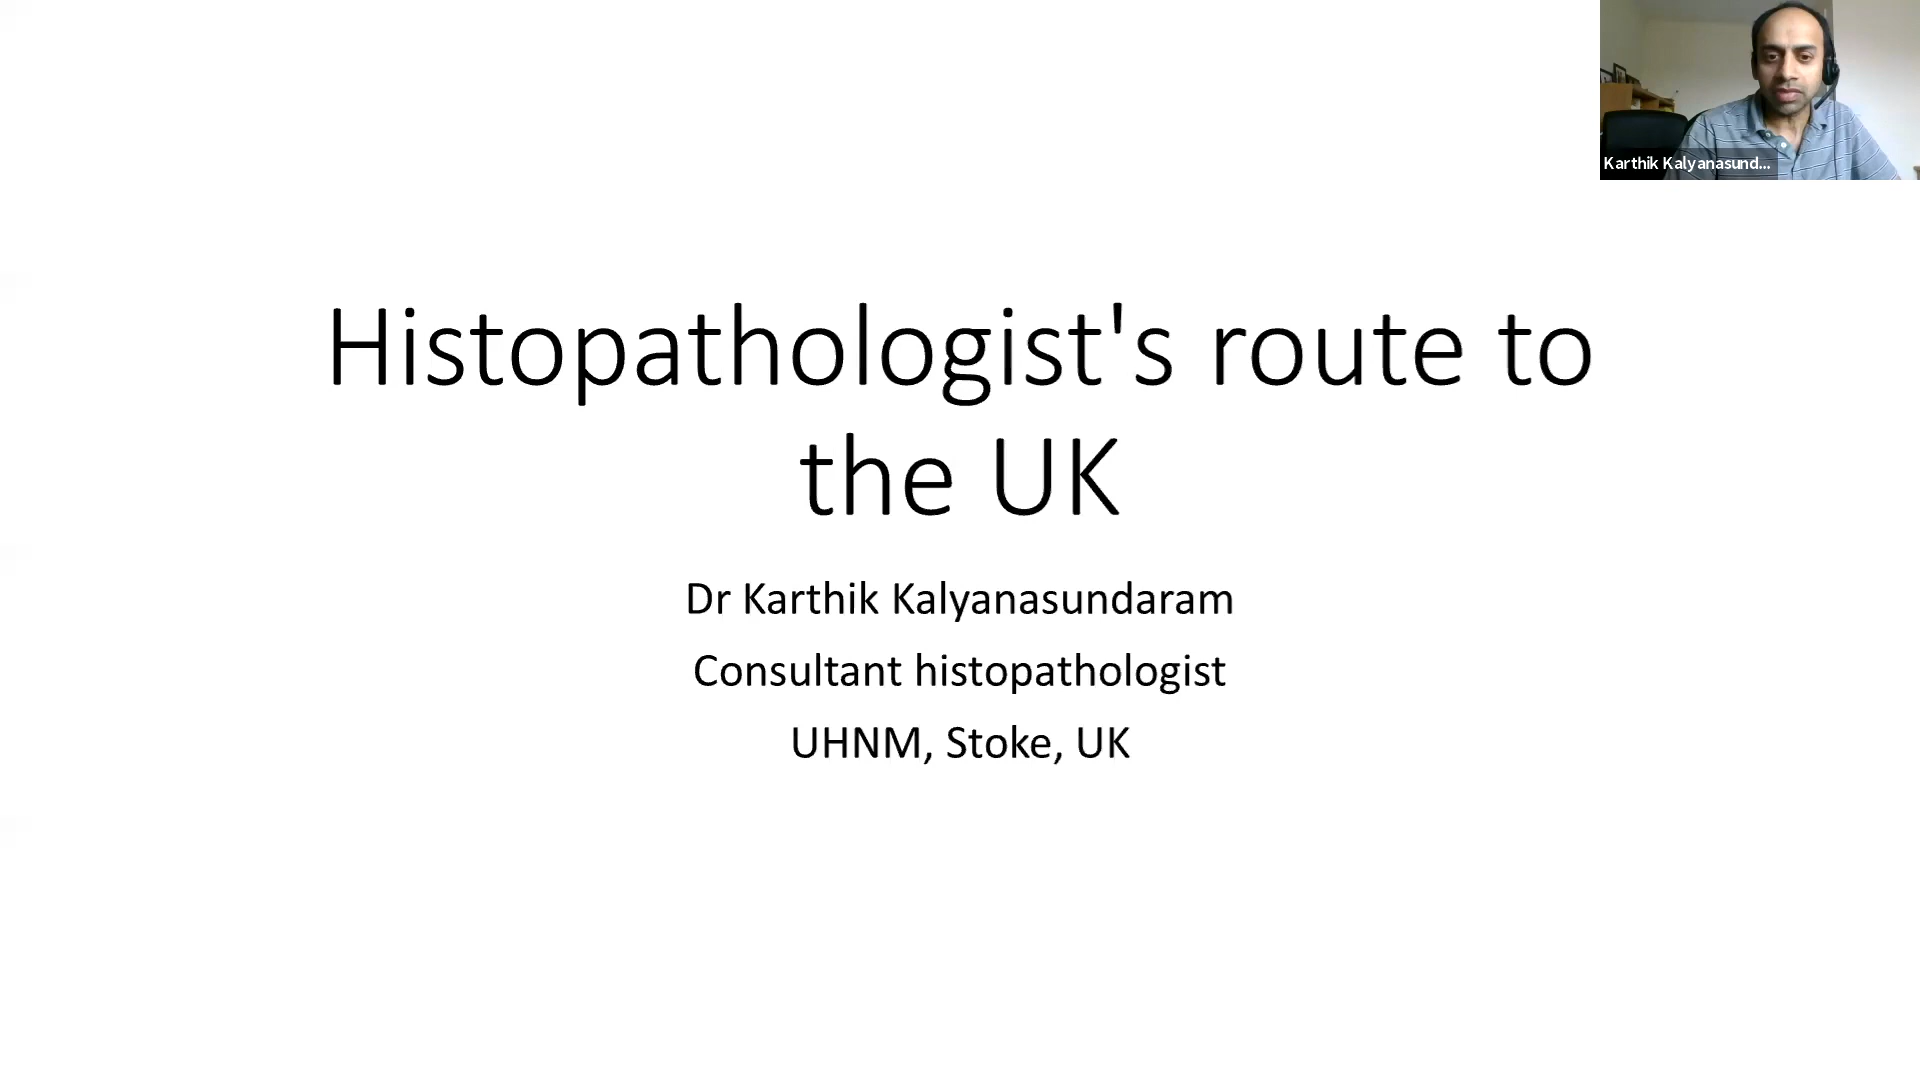 Karthik Kalyanasund...
Histopathologist's route to
the UK
Dr Karthik Kalyanasundaram
Consultant histopathologist
UHNM, Stoke, UK